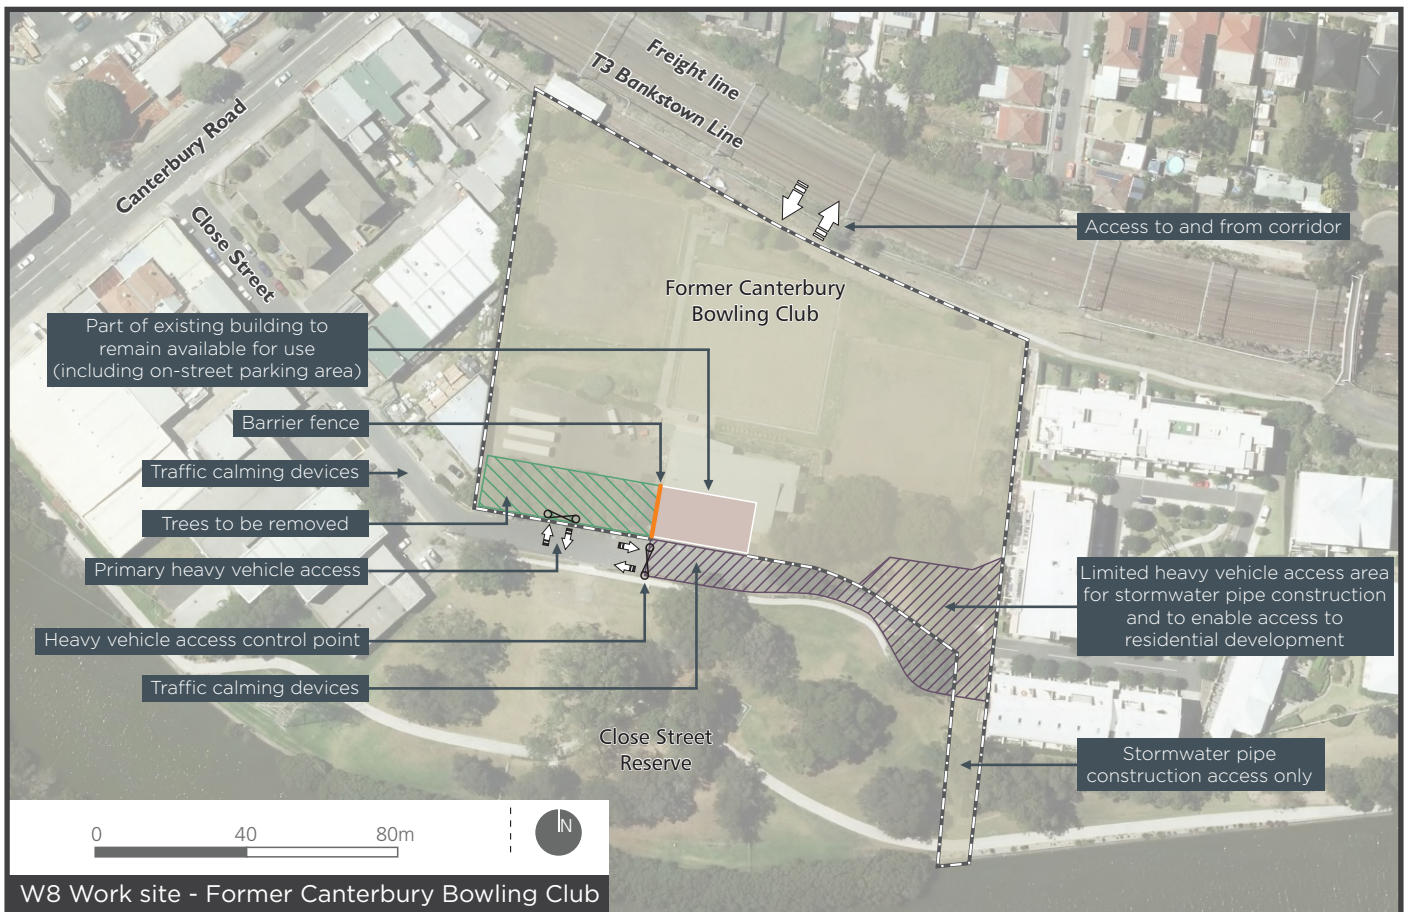 Freight line
T3 Bankstown Line
Canterbury Road
Close Street
Access to and from corridor
Former Canterbury
Bowling Club
Part of existing building to
remain available for use
(including on-street parking area)
Barrier fence
Traffic calming devices
Trees to be removed
Primary heavy vehicle access
Limited heavy vehicle access area
for stormwater pipe construction
and to enable access to
residential development
Heavy vehicle access control point
Traffic calming devices
Close Street
Reserve
Stormwater pipe
construction access only
0 40 80m
N
W8 Work site - Former Canterbury Bowling Club